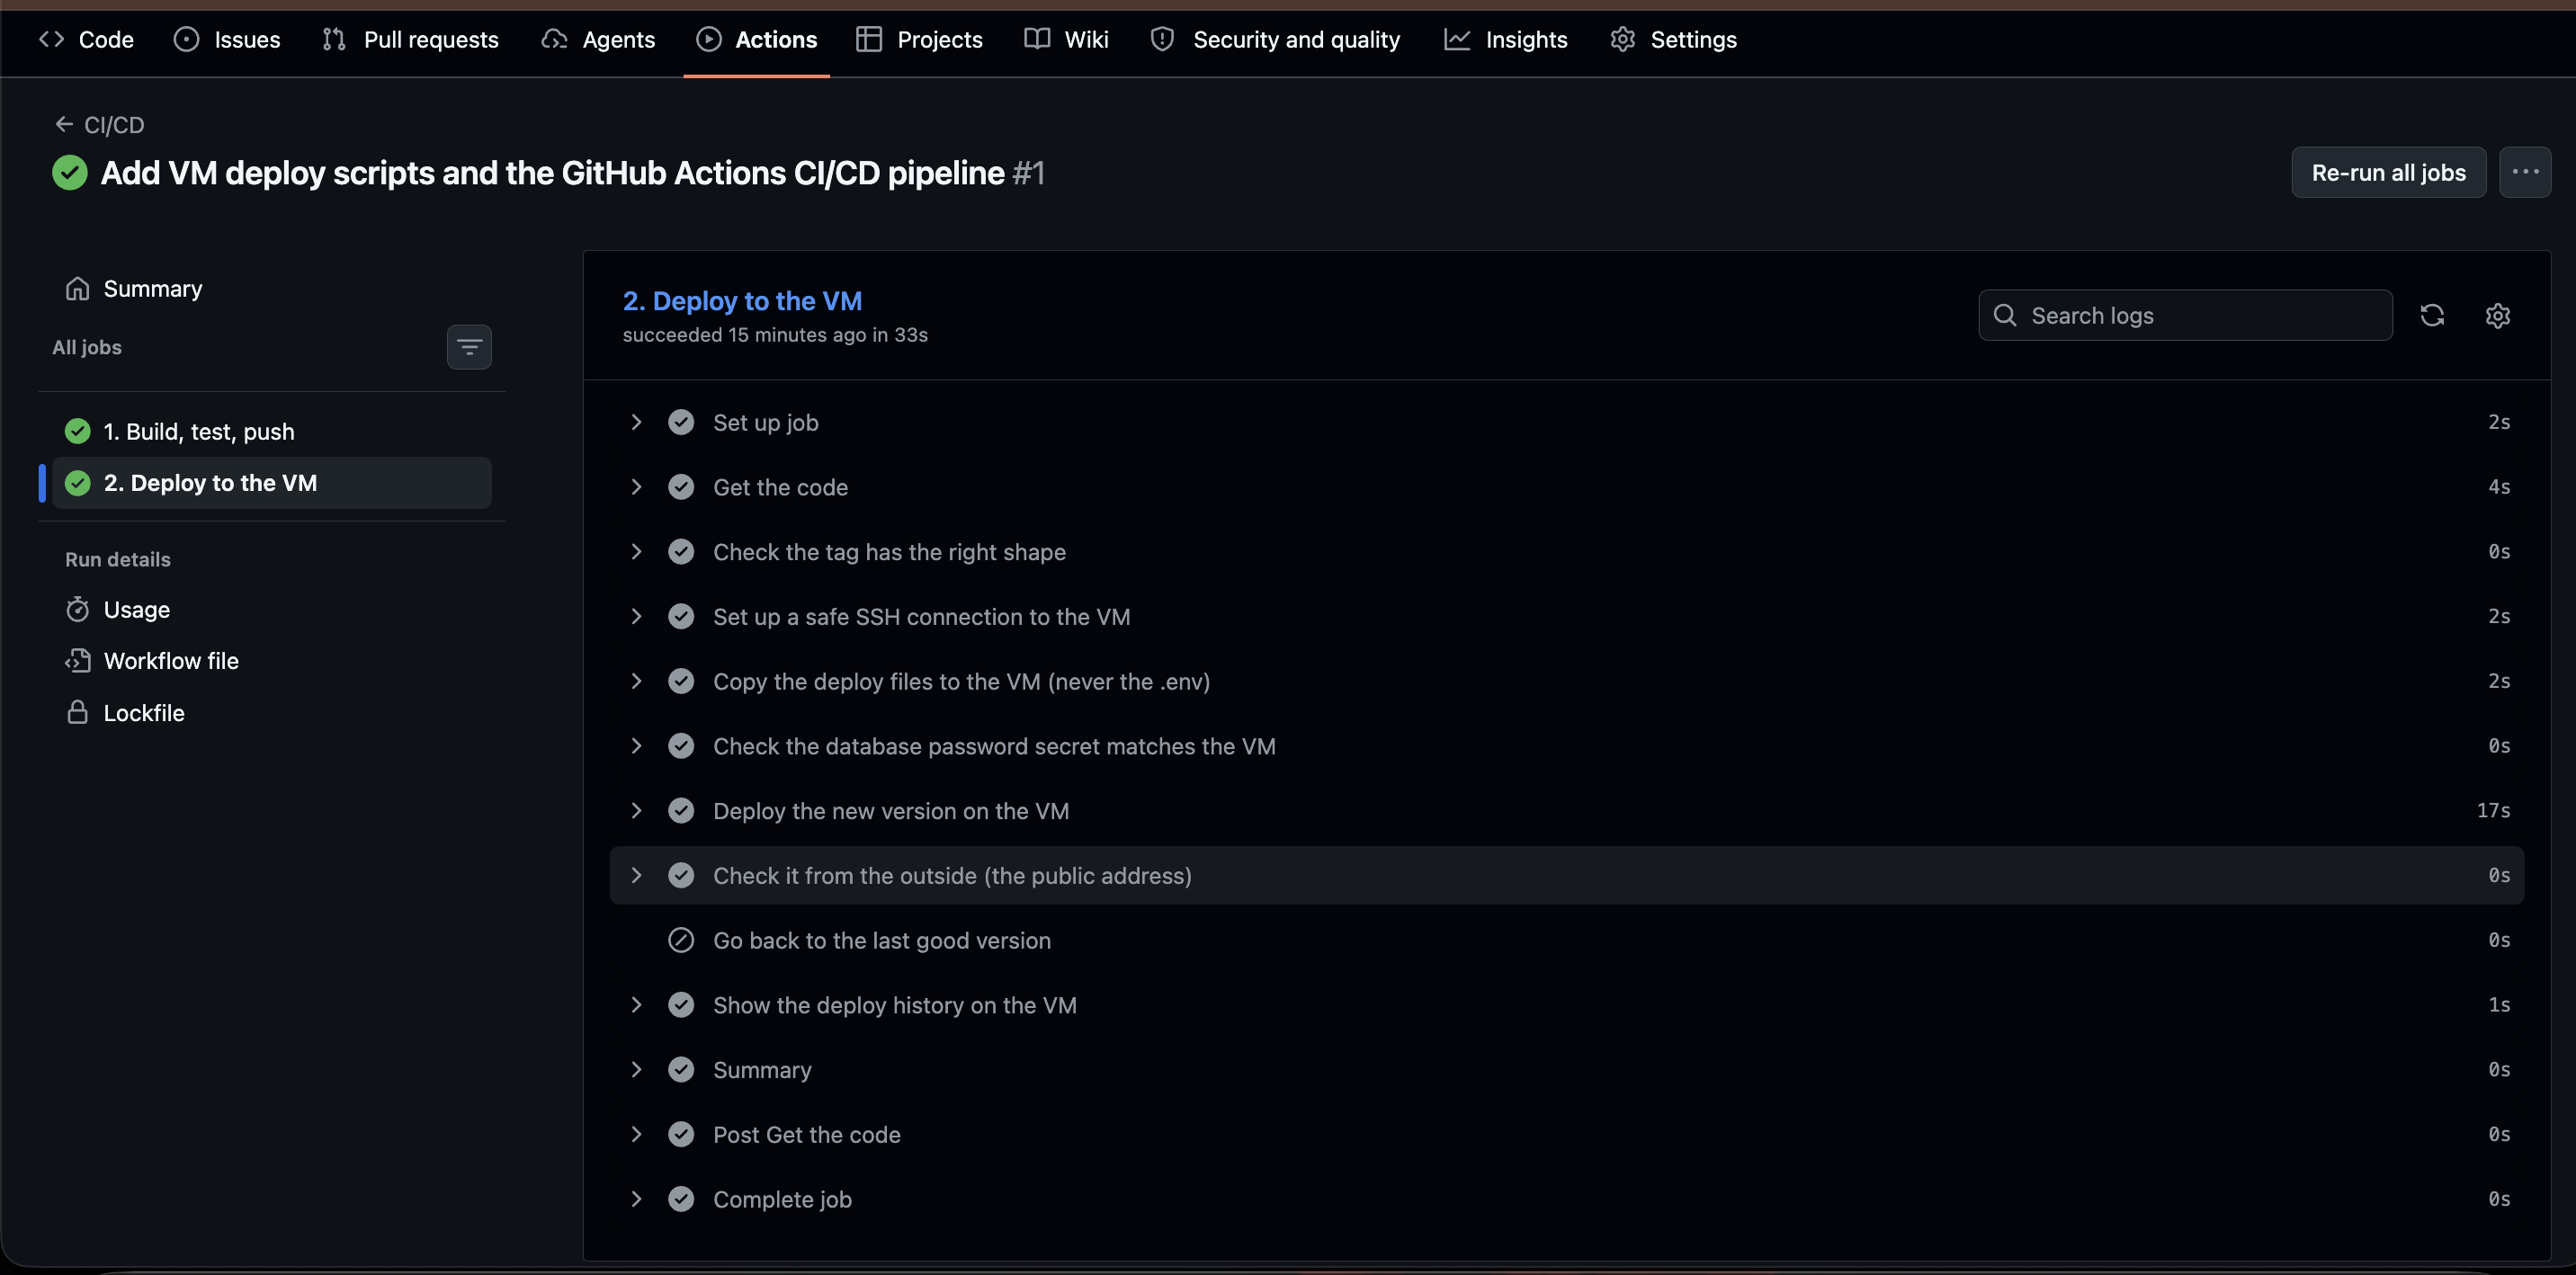 Code Issues Pull requests Agents Actions Projects Wiki Security and quality Insights Settings
CI/CD
Add VM deploy scripts and the GitHub Actions CI/CD pipeline #1
Re-run all jobs
Summary
All jobs
1. Build, test, push
2. Deploy to the VM
Run details
Usage
Workflow file
Lockfile
2. Deploy to the VM
succeeded 15 minutes ago in 33s
Search logs
Set up job 2s
Get the code 4s
Check the tag has the right shape 0s
Set up a safe SSH connection to the VM 2s
Copy the deploy files to the VM (never the .env) 2s
Check the database password secret matches the VM 0s
Deploy the new version on the VM 17s
Check it from the outside (the public address) 0s
Go back to the last good version 0s
Show the deploy history on the VM 1s
Summary 0s
Post Get the code 0s
Complete job 0s